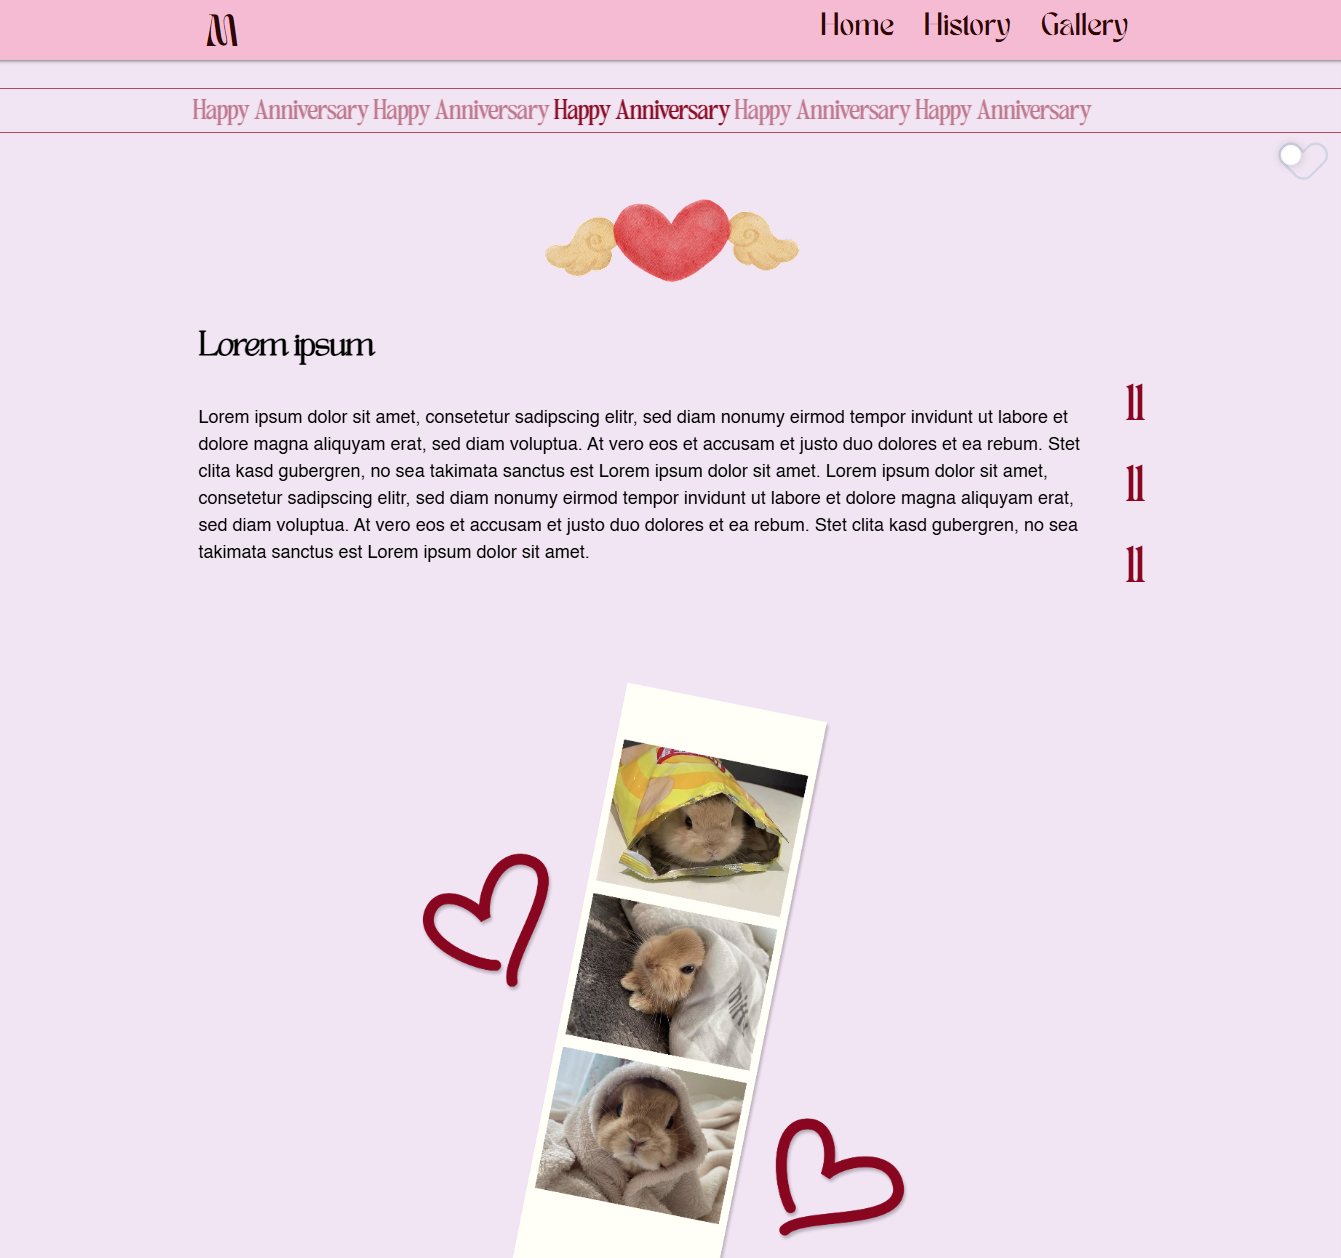 M
Home History Gallery
Happy Anniversary Happy Anniversary Happy Anniversary Happy Anniversary Happy Anniversary
Lorem ipsum
Lorem ipsum dolor sit amet, consetetur sadipscing elitr, sed diam nonumy eirmod tempor invidunt ut labore et
dolore magna aliquyam erat, sed diam voluptua. At vero eos et accusam et justo duo dolores et ea rebum. Stet
clita kasd gubergren, no sea takimata sanctus est Lorem ipsum dolor sit amet. Lorem ipsum dolor sit amet,
consetetur sadipscing elitr, sed diam nonumy eirmod tempor invidunt ut labore et dolore magna aliquyam erat,
sed diam voluptua. At vero eos et accusam et justo duo dolores et ea rebum. Stet clita kasd gubergren, no sea
takimata sanctus est Lorem ipsum dolor sit amet.
11
11
11